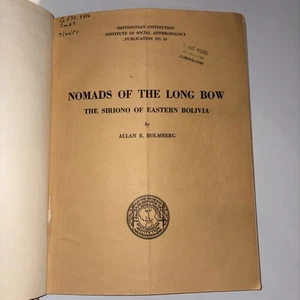 SMITHSONIAN INSTITUTION
INSTITUTE OF SOCIAL ANTHROPOLOGY
PUBLICATION NO. 10
NOMADS OF THE LONG BOW
THE SIRIONO OF EASTERN BOLIVIA
by
ALLAN R. HOLMBERG